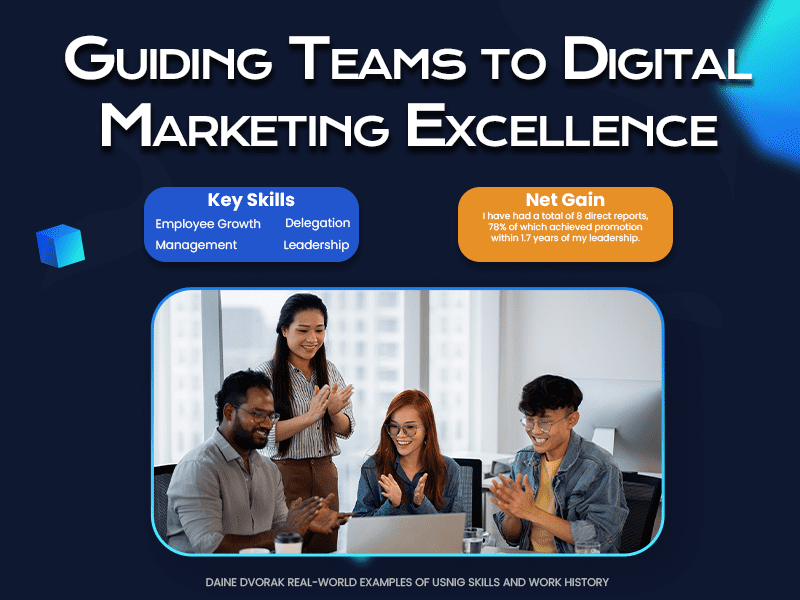 Guiding Teams to Digital
Marketing Excellence
Key Skills
Employee Growth Delegation
Management Leadership
Net Gain
I have had a total of 8 direct reports,
78% of which achieved promotion
within 1.7 years of my leadership.
DAINE DVORAK REAL-WORLD EXAMPLES OF USNIG SKILLS AND WORK HISTORY